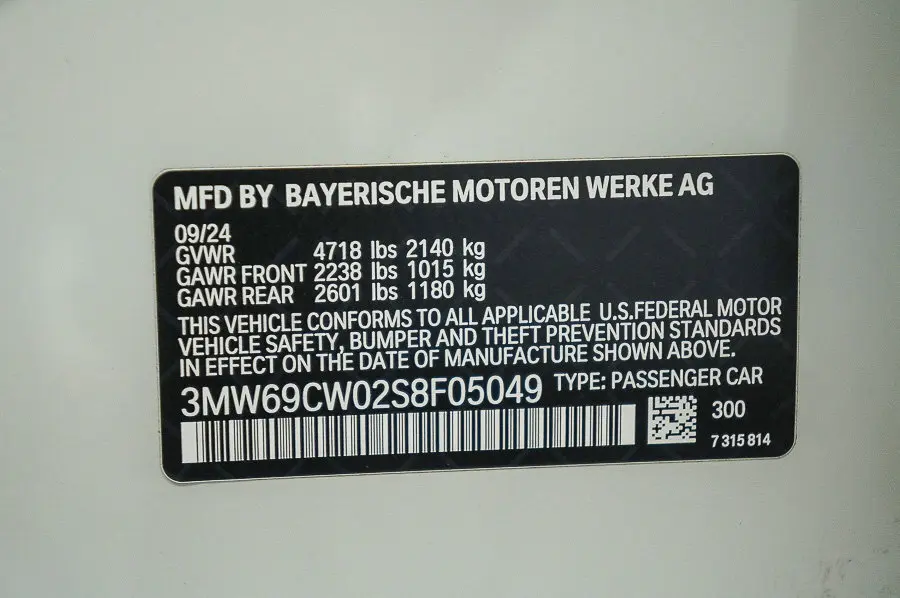 MFD BY BAYERISCHE MOTOREN WERKE AG
09/24
GVWR 4718 lbs 2140 kg
GAWR FRONT 2238 lbs 1015 kg
GAWR REAR 2601 lbs 1180 kg
THIS VEHICLE CONFORMS TO ALL APPLICABLE U.S.FEDERAL MOTOR
VEHICLE SAFETY, BUMPER AND THEFT PREVENTION STANDARDS
IN EFFECT ON THE DATE OF MANUFACTURE SHOWN ABOVE.
3MW69CW02S8F05049 TYPE: PASSENGER CAR
300
7 315 814